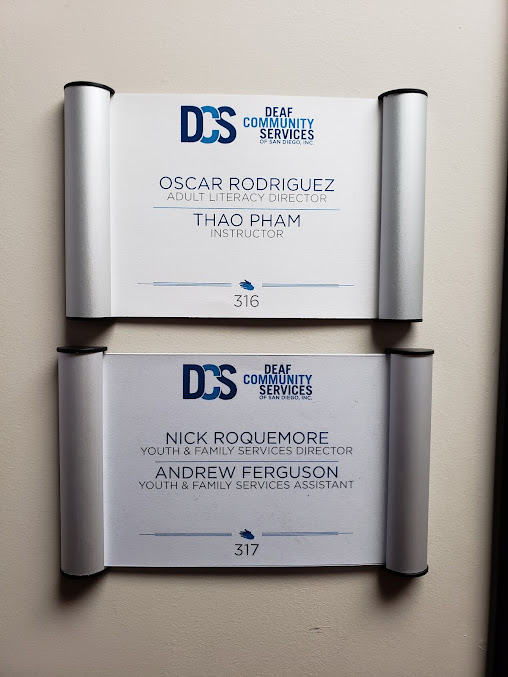 DCS
DEAF
COMMUNITY
SERVICES
OF SAN DIEGO, INC.
OSCAR RODRIGUEZ
ADULT LITERACY DIRECTOR
THAO PHAM
INSTRUCTOR
316
DCS
DEAF
COMMUNITY
SERVICES
OF SAN DIEGO, INC.
NICK ROQUEMORE
YOUTH & FAMILY SERVICES DIRECTOR
ANDREW FERGUSON
YOUTH & FAMILY SERVICES ASSISTANT
317